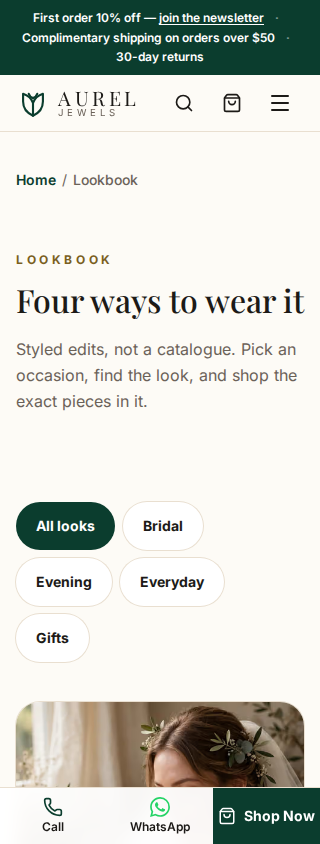 First order 10% off — join the newsletter ·
Complimentary shipping on orders over $50 ·
30-day returns
AUREL
JEWELS
Home / Lookbook
LOOKBOOK
Four ways to wear it
Styled edits, not a catalogue. Pick an
occasion, find the look, and shop the
exact pieces in it.
All looks Bridal
Evening Everyday
Gifts
Call WhatsApp Shop Now